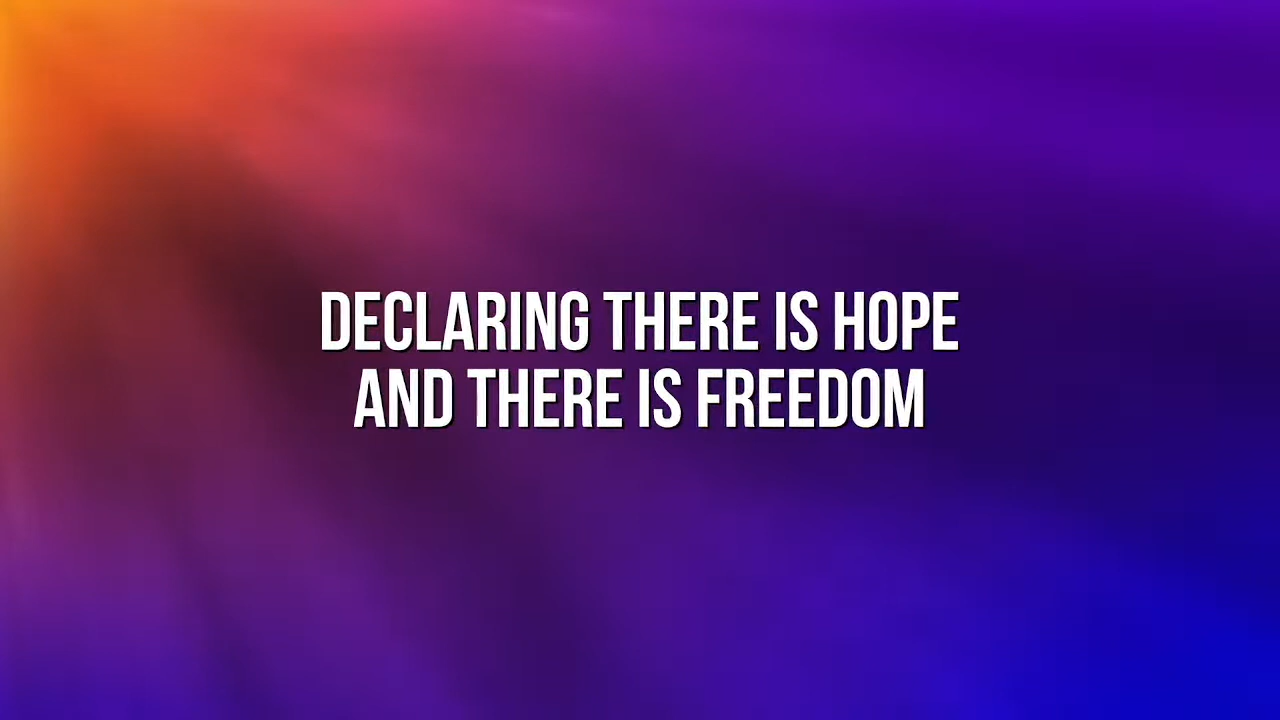 DECLARING THERE IS HOPE
AND THERE IS FREEDOM